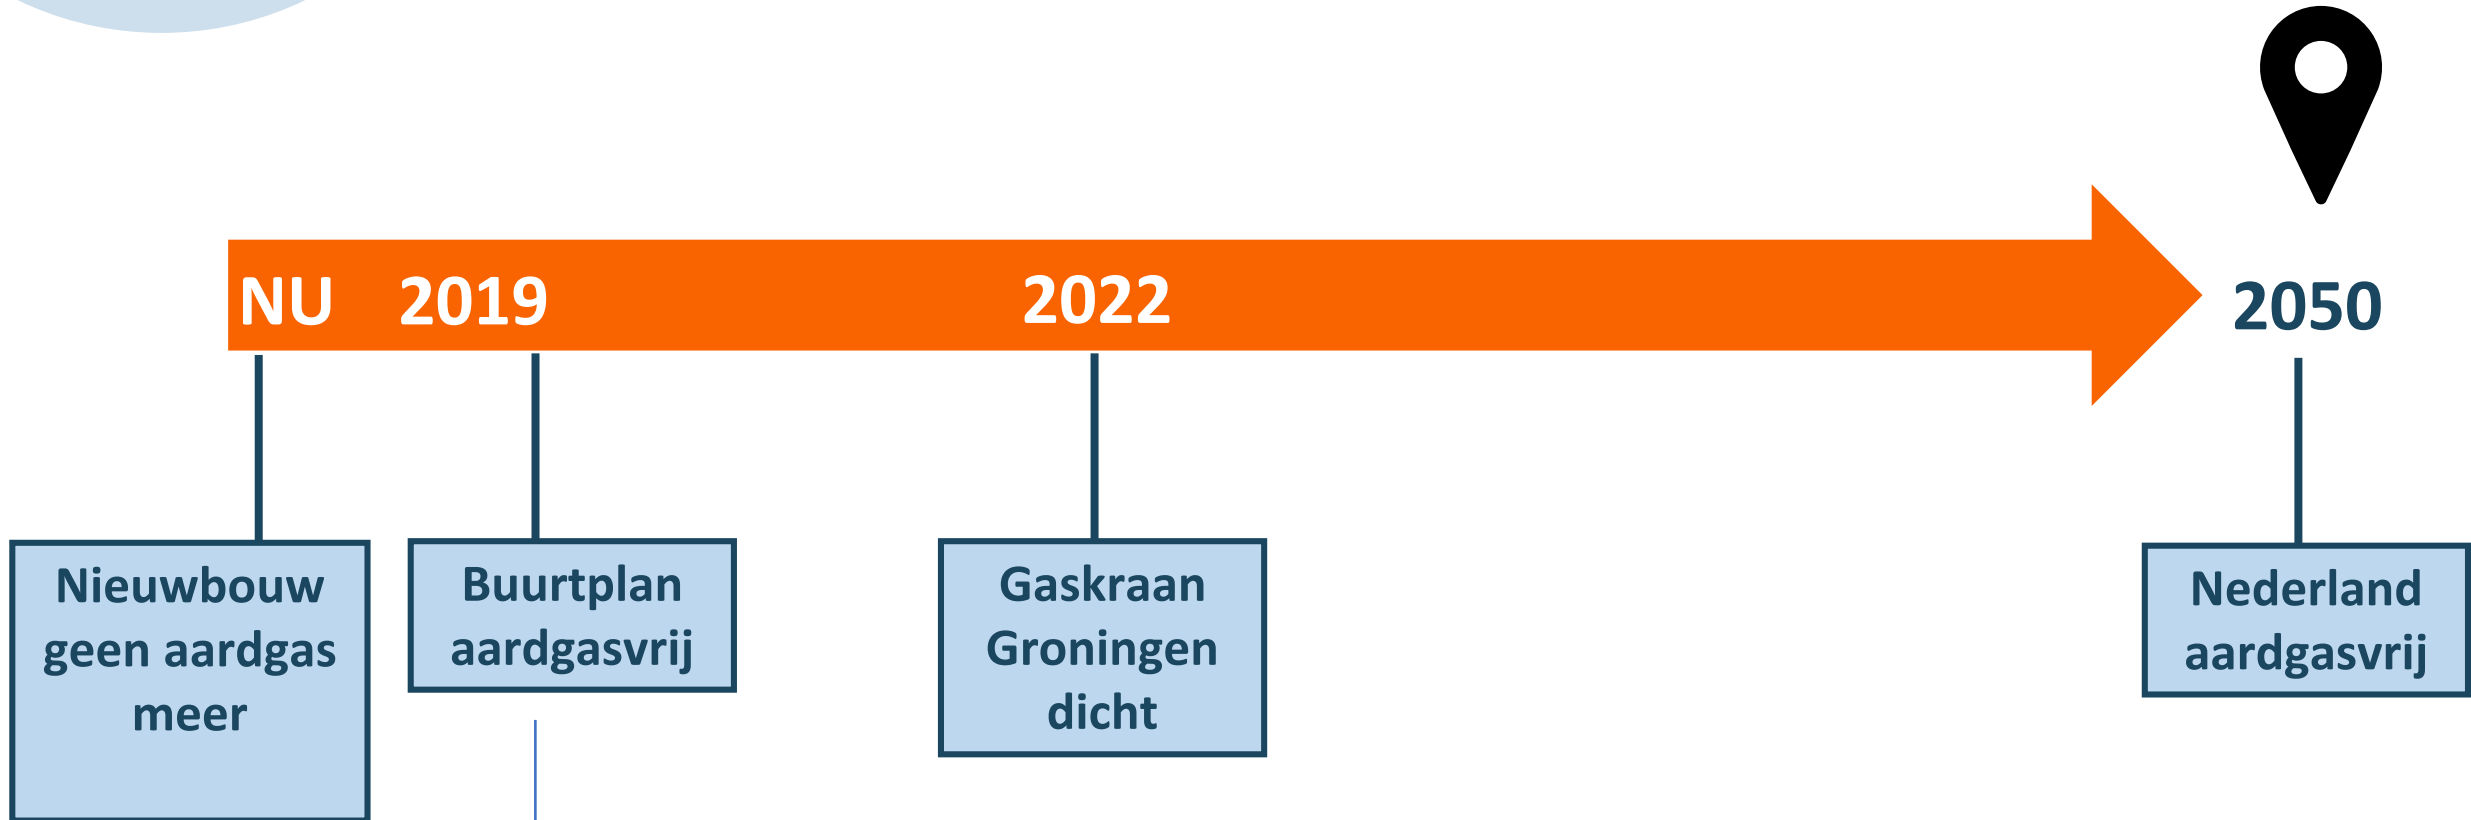 NU 2019 2022 2050
Nieuwbouw
geen aardgas
meer
Buurtplan
aardgasvrij
Gaskraan
Groningen
dicht
Nederland
aardgasvrij